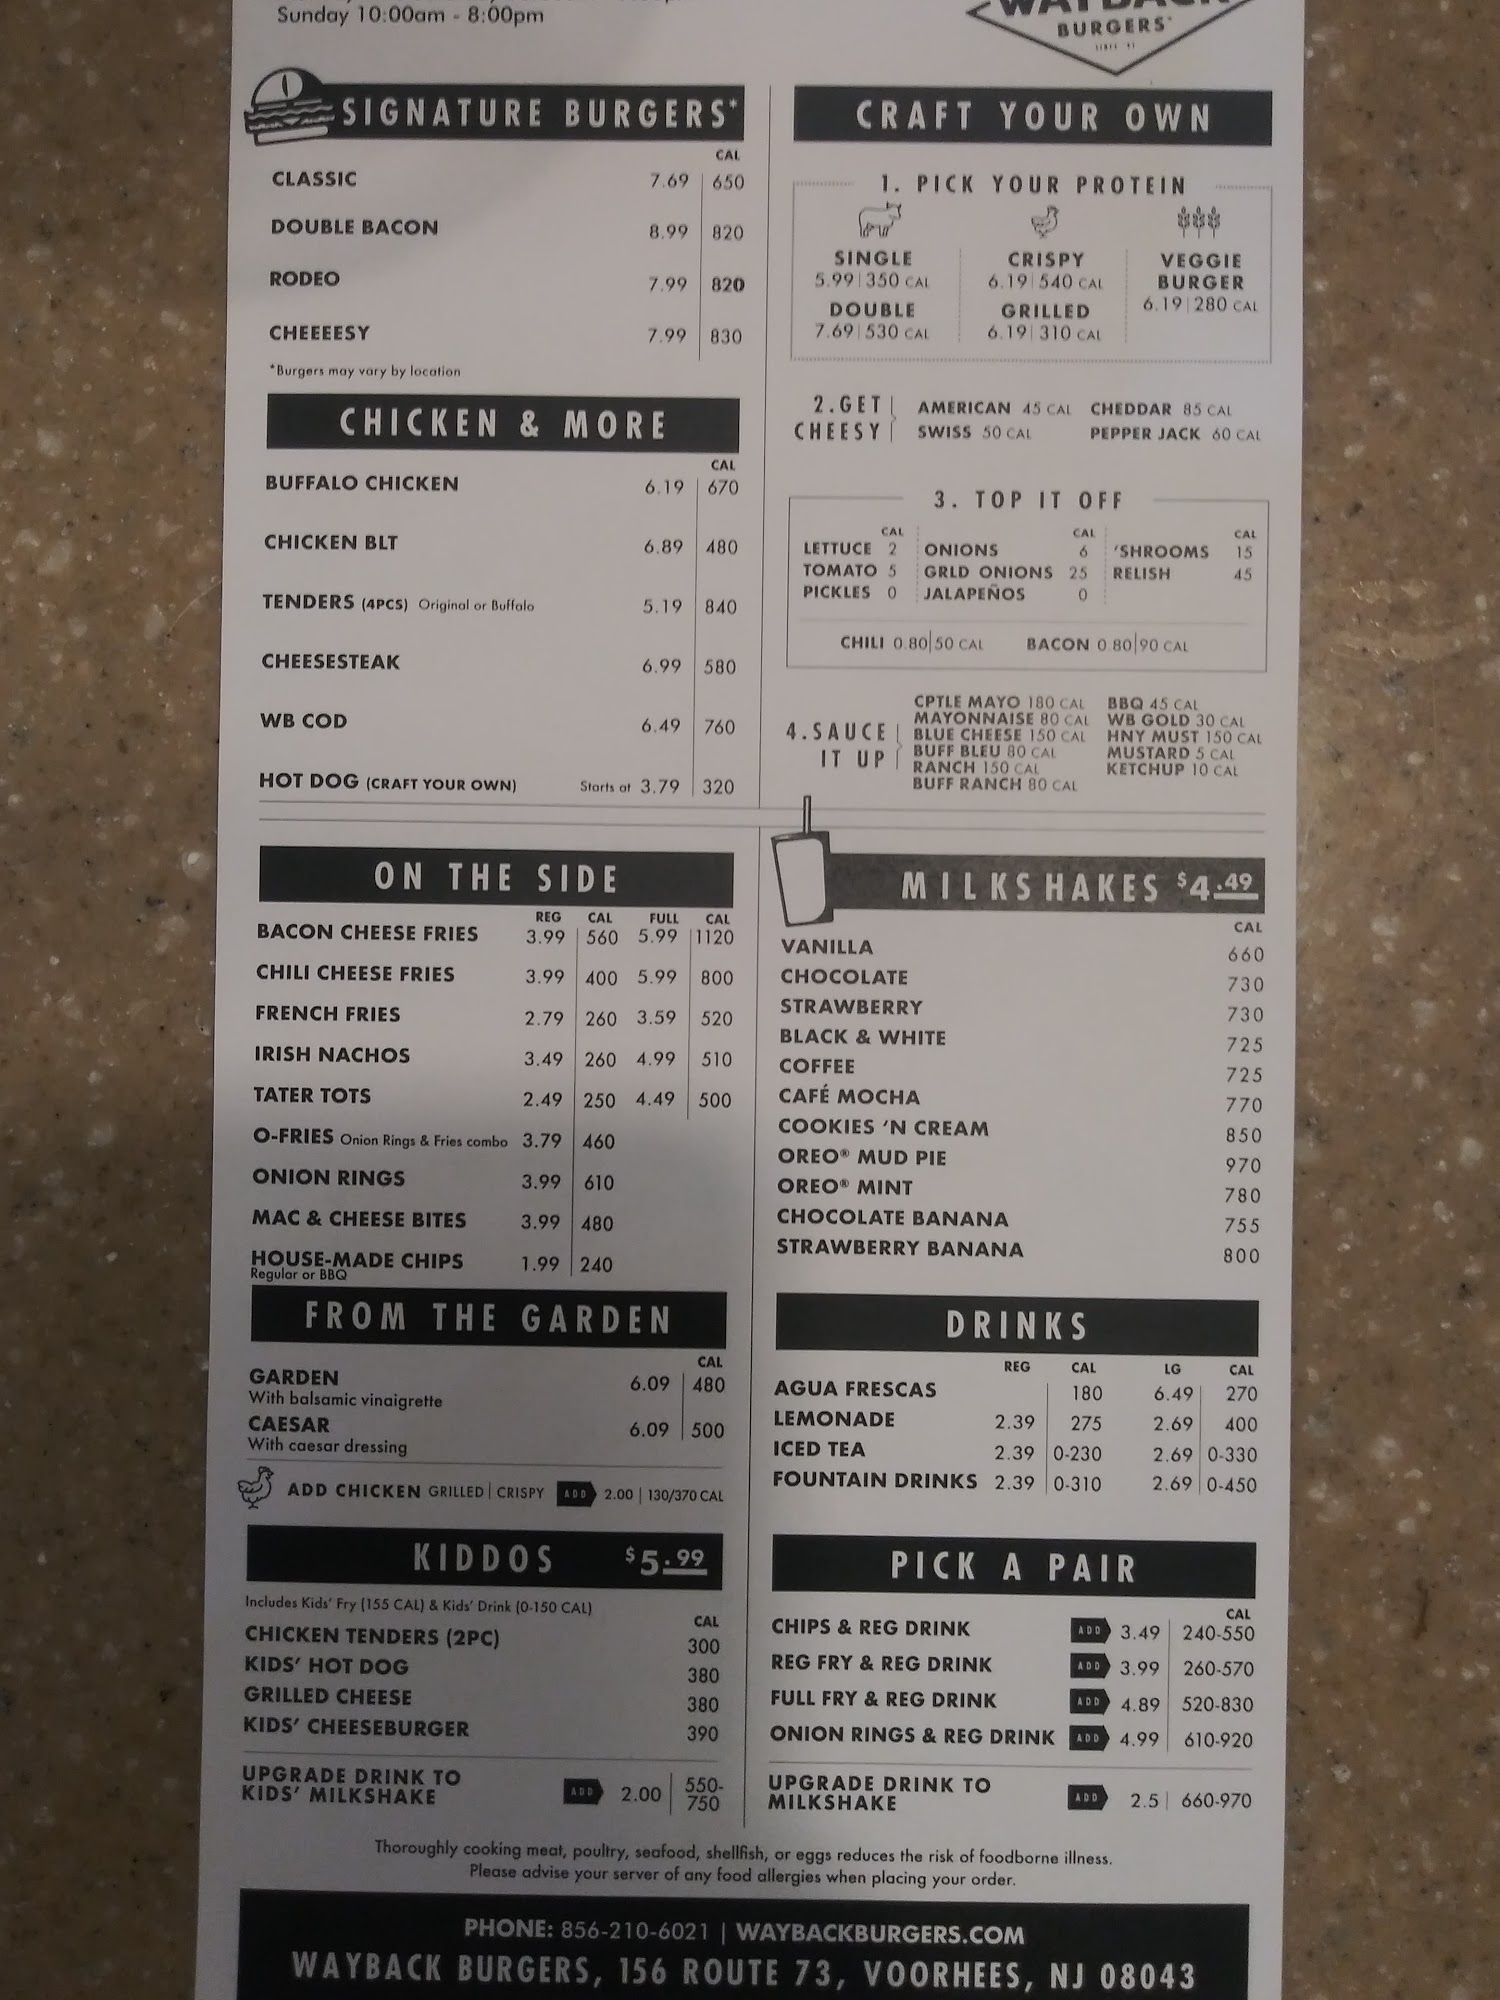 Sunday 10:00am - 8:00pm
BURGERS
SIGNATURE BURGERS*
CAL
CLASSIC 7.69 650
DOUBLE BACON 8.99 820
RODEO 7.99 820
CHEEEESY 7.99 830
*Burgers may vary by location
CHICKEN & MORE
CAL
BUFFALO CHICKEN 6.19 670
CHICKEN BLT 6.89 480
TENDERS (4PCS) Original or Buffalo 5.19 840
CHEESESTEAK 6.99 580
WB COD 6.49 760
HOT DOG (CRAFT YOUR OWN) Starts at 3.79 320
CRAFT YOUR OWN
1. PICK YOUR PROTEIN
SINGLE CRISPY VEGGIE
5.99|350 CAL 6.19|540 CAL BURGER
DOUBLE GRILLED 6.19|280 CAL
7.69|530 CAL 6.19|310 CAL
2.GET AMERICAN 45 CAL CHEDDAR 85 CAL
CHEESY SWISS 50 CAL PEPPER JACK 60 CAL
3. TOP IT OFF
CAL CAL CAL
LETTUCE 2 ONIONS 6 'SHROOMS 15
TOMATO 5 GRLD ONIONS 25 RELISH 45
PICKLES 0 JALAPEÑOS 0
CHILI 0.80|50 CAL BACON 0.80|90 CAL
4.SAUCE
IT UP
CPTLE MAYO 180 CAL BBQ 45 CAL
MAYONNAISE 80 CAL WB GOLD 30 CAL
BLUE CHEESE 150 CAL HNY MUST 150 CAL
BUFF BLEU 80 CAL MUSTARD 5 CAL
RANCH 150 CAL KETCHUP 10 CAL
BUFF RANCH 80 CAL
ON THE SIDE
REG CAL FULL CAL
BACON CHEESE FRIES 3.99 560 5.99 1120
CHILI CHEESE FRIES 3.99 400 5.99 800
FRENCH FRIES 2.79 260 3.59 520
IRISH NACHOS 3.49 260 4.99 510
TATER TOTS 2.49 250 4.49 500
O-FRIES Onion Rings & Fries combo 3.79 460
ONION RINGS 3.99 610
MAC & CHEESE BITES 3.99 480
HOUSE-MADE CHIPS 1.99 240
Regular or BBQ
MILKSHAKES $4.49
CAL
VANILLA 660
CHOCOLATE 730
STRAWBERRY 730
BLACK & WHITE 725
COFFEE 725
CAFÉ MOCHA 770
COOKIES 'N CREAM 850
OREO® MUD PIE 970
OREO® MINT 780
CHOCOLATE BANANA 755
STRAWBERRY BANANA 800
FROM THE GARDEN
CAL
GARDEN 6.09 480
With balsamic vinaigrette
CAESAR 6.09 500
With caesar dressing
ADD CHICKEN GRILLED | CRISPY ADD 2.00 | 130/370 CAL
DRINKS
REG CAL LG CAL
AGUA FRESCAS 180 6.49 270
LEMONADE 2.39 275 2.69 400
ICED TEA 2.39 0-230 2.69 0-330
FOUNTAIN DRINKS 2.39 0-310 2.69 0-450
KIDDOS $5.99
Includes Kids' Fry (155 CAL) & Kids' Drink (0-150 CAL)
CAL
CHICKEN TENDERS (2PC) 300
KIDS' HOT DOG 380
GRILLED CHEESE 380
KIDS' CHEESEBURGER 390
UPGRADE DRINK TO
KIDS' MILKSHAKE ADD 2.00 550-
750
PICK A PAIR
CAL
CHIPS & REG DRINK ADD 3.49 240-550
REG FRY & REG DRINK ADD 3.99 260-570
FULL FRY & REG DRINK ADD 4.89 520-830
ONION RINGS & REG DRINK ADD 4.99 610-920
UPGRADE DRINK TO
MILKSHAKE ADD 2.5 660-970
Thoroughly cooking meat, poultry, seafood, shellfish, or eggs reduces the risk of foodborne illness.
Please advise your server of any food allergies when placing your order.
PHONE: 856-210-6021 | WAYBACKBURGERS.COM
WAYBACK BURGERS, 156 ROUTE 73, VOORHEES, NJ 08043